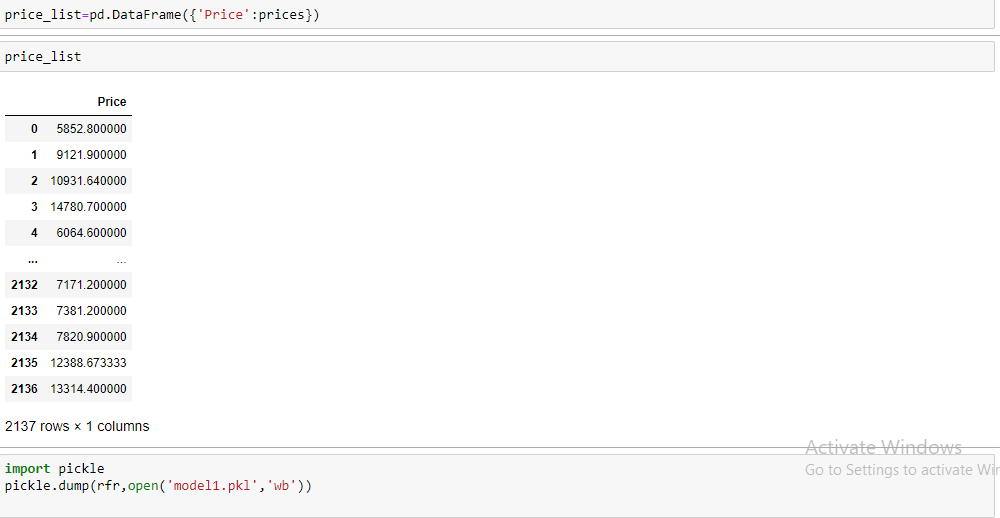 price_list=pd.DataFrame({'Price':prices})
price_list
Price
0 5852.800000
1 9121.900000
2 10931.640000
3 14780.700000
4 6064.600000
... ...
2132 7171.200000
2133 7381.200000
2134 7820.900000
2135 12388.673333
2136 13314.400000
2137 rows × 1 columns
Activate Windows
Go to Settings to activate Wi
import pickle
pickle.dump(rfr,open('model1.pkl','wb'))